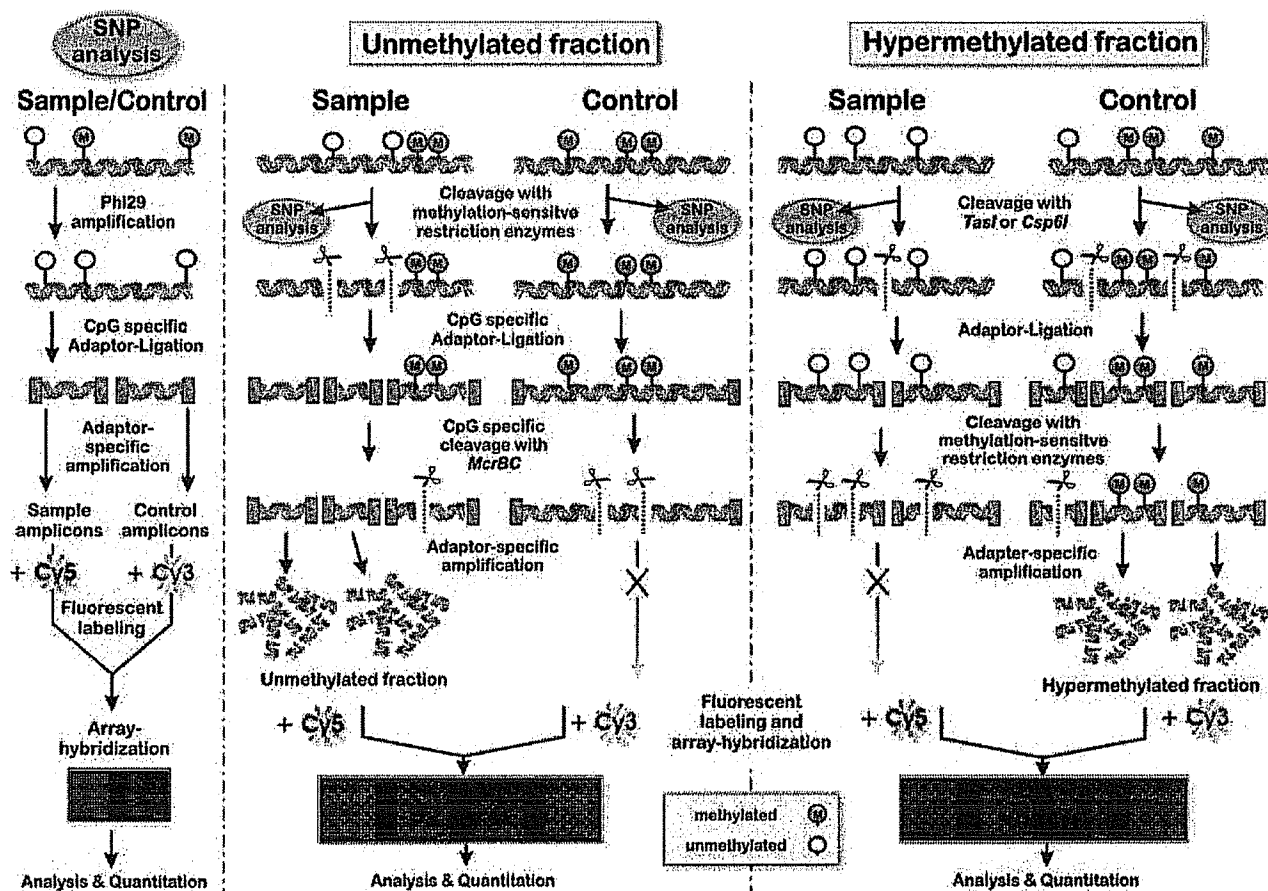 SNP
analysis
Sample/Control
M
M
Phl29
amplification
CpG specific
Adaptor-Ligation
Adaptor-
specific
amplification
Sample
amplicons
Control
amplicons
+ Cy5
+ Cy3
Fluorescent
labeling
Array-
hybridization
Analysis & Quantitation
Unmethylated fraction
Sample
Control
M M
M
M M
Cleavage with
methylation-sensitve
restriction enzymes
SNP
analysis
SNP
analysis
M M
M
M M
CpG specific
Adaptor-Ligation
M M
M
M M
CpG specific
cleavage with
McrBC
Adaptor-specific
amplification
Unmethylated fraction
+ Cy5
+ Cy3
Fluorescent
labeling and
array-hybridization
Analysis & Quantitation
methylated M
unmethylated
Hypermethylated fraction
Sample
Control
M M
M
Cleavage with
TasI or Csp6I
SNP
analysis
SNP
analysis
M M
M
Adaptor-Ligation
M M
M
Cleavage with
methylation-sensitve
restriction enzymes
M M
M
Adapter-specific
amplification
Hypermethylated fraction
+ Cy5
+ Cy3
Analysis & Quantitation